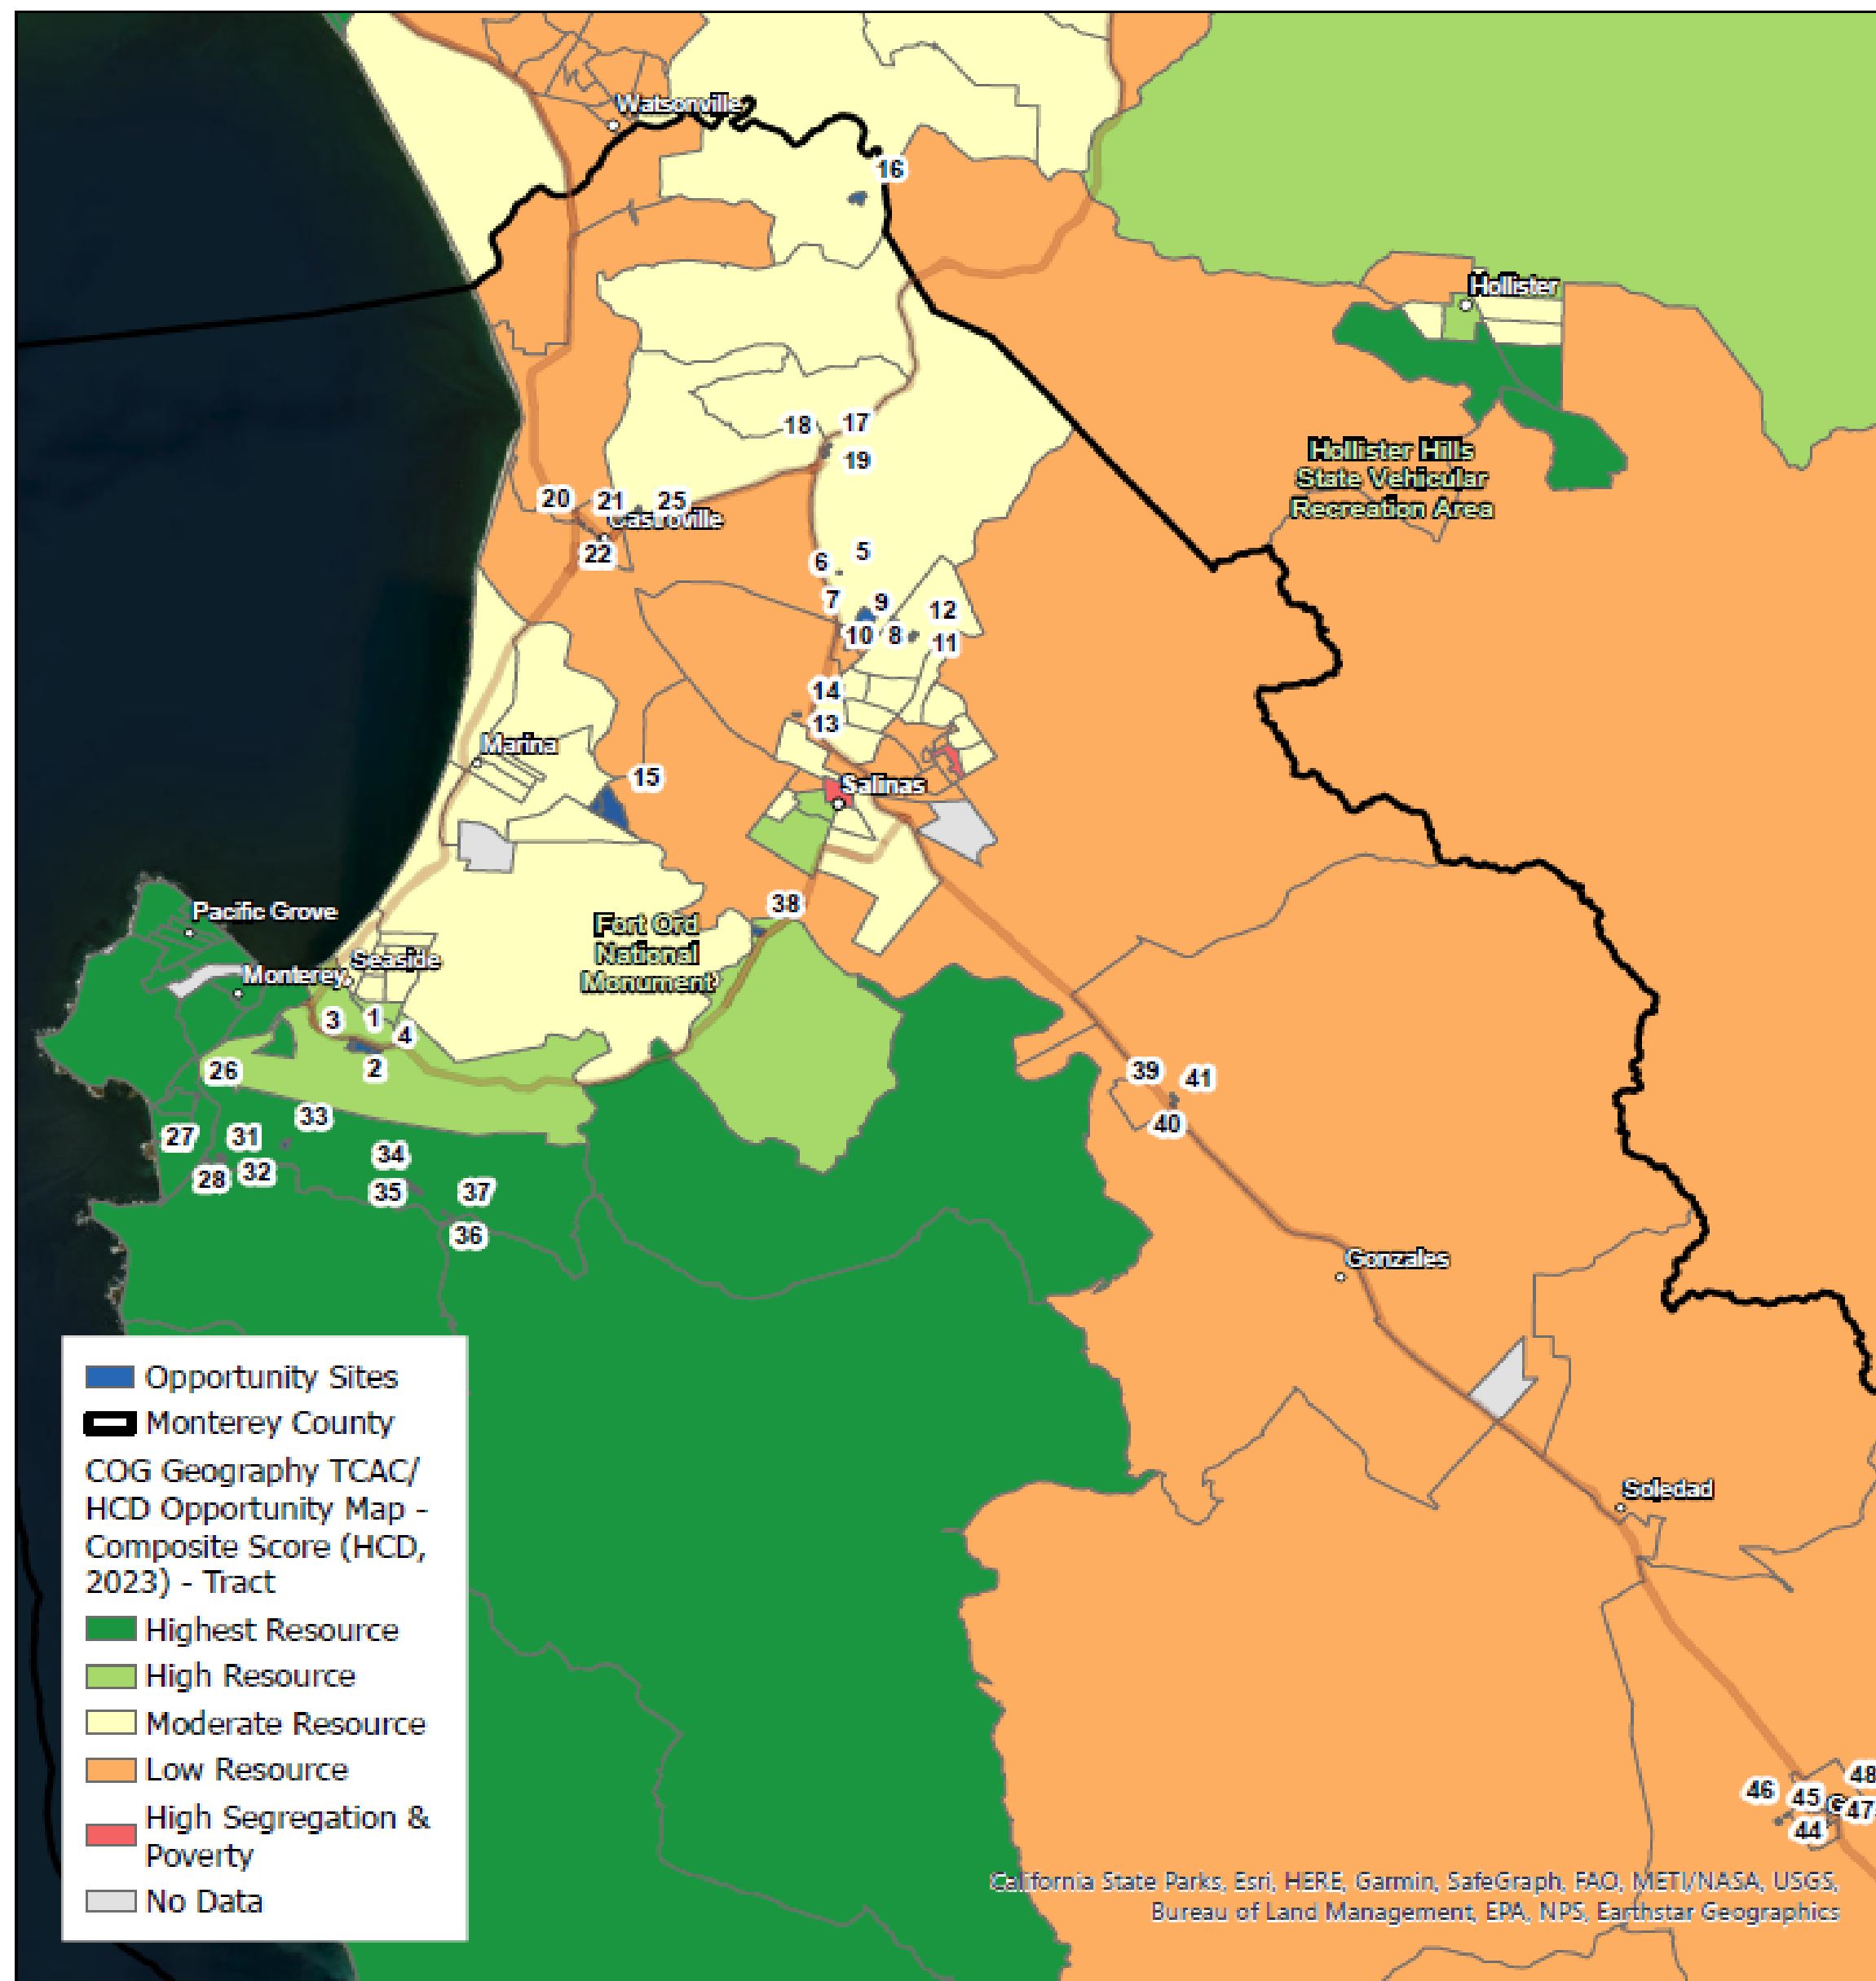 Watsonville
16
Hollister
18
17
19
Hollister Hills
State Vehicular
Recreation Area
20
21
25
Castroville
22
6
5
7
9
12
10
8
11
14
13
Marina
15
Salinas
38
Pacific Grove
Fort Ord
National
Monument
Seaside
Monterey
3
1
4
2
26
39
41
40
33
27
31
34
28
32
35
37
36
Gonzales
Soledad
Opportunity Sites
Monterey County
COG Geography TCAC/
HCD Opportunity Map -
Composite Score (HCD,
2023) - Tract
Highest Resource
High Resource
Moderate Resource
Low Resource
High Segregation &
Poverty
No Data
46
45
48
G
47
44
California State Parks, Esri, HERE, Garmin, SafeGraph, FAO, METI/NASA, USGS,
Bureau of Land Management, EPA, NPS, Earthstar Geographics